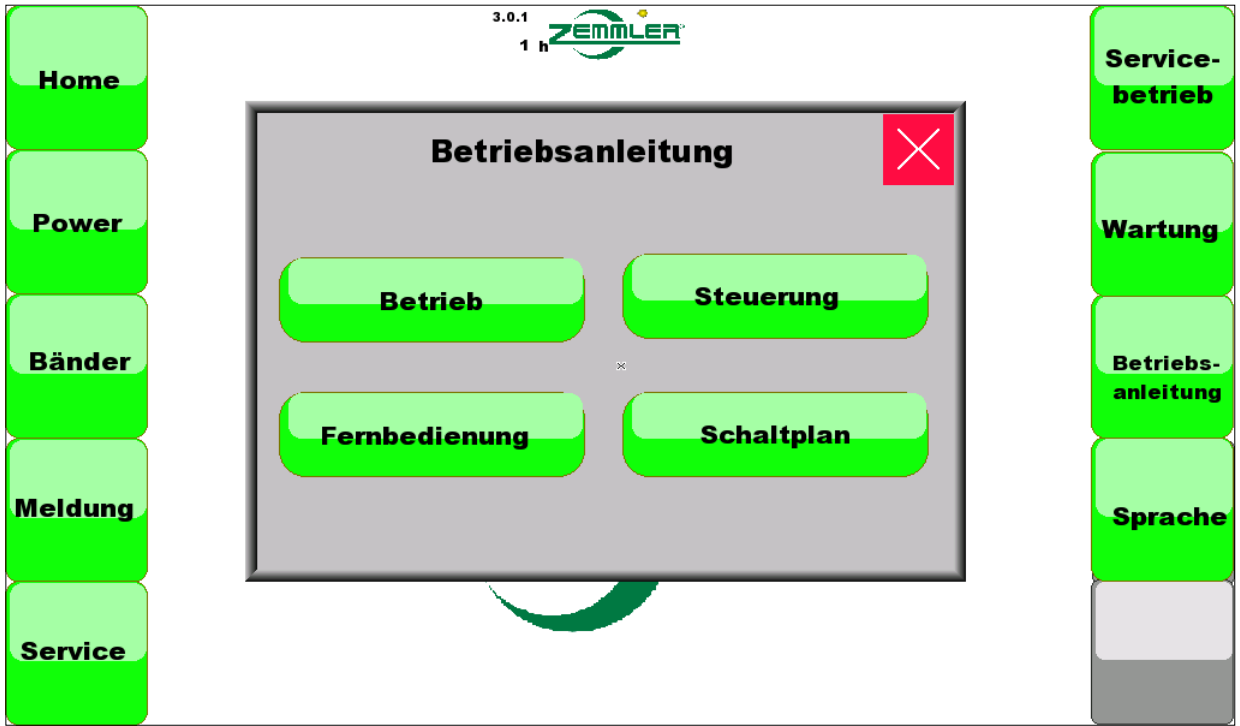 3.0.1
1 h
ZEMMLER
Home
Power
Bänder
Meldung
Service
Betriebsanleitung
Betrieb
Steuerung
Fernbedienung
Schaltplan
Service-
betrieb
Wartung
Betriebs-
anleitung
Sprache